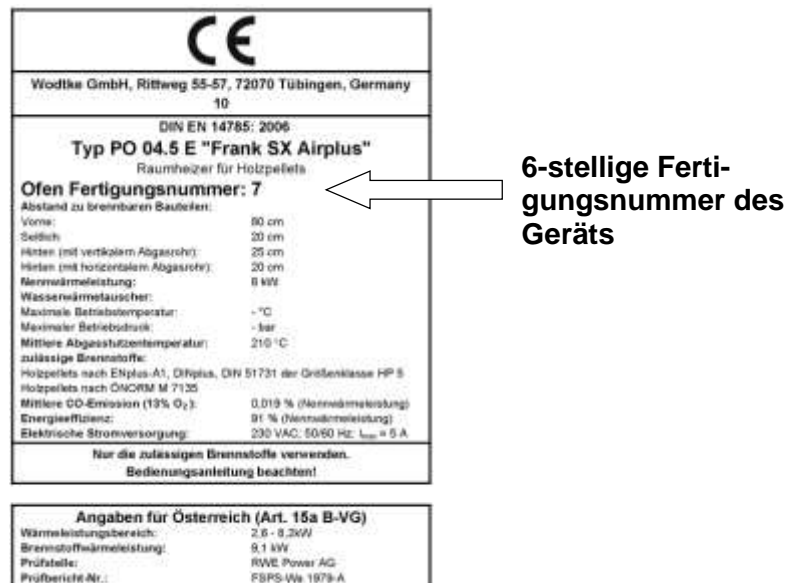 CE
Wodtke GmbH, Rittweg 55-57, 72070 Tübingen, Germany
10
DIN EN 14785: 2006
Typ PO 04.5 E "Frank SX Airplus"
Raumheizer für Holzpellets
Ofen Fertigungsnummer: 7
Abstand zu brennbaren Bauteilen:
Vorne: 80 cm
Seitlich: 20 cm
Hinten (mit vertikalem Abgasrohr): 25 cm
Hinten (mit horizontalem Abgasrohr): 20 cm
Nennwärmeleistung: 8 kW
Wasserwärmetauscher:
Maximale Betriebstemperatur: - °C
Maximaler Betriebsdruck: - bar
Mittlere Abgasstutzentemperatur: 210 °C
zulässige Brennstoffe:
Holzpellets nach ENplus-A1, DINplus, DIN 51731 der Größenklasse HP 5
Holzpellets nach ÖNORM M 7135
Mittlere CO-Emission (13% O₂): 0,019 % (Nennwärmeleistung)
Energieeffizienz: 91 % (Nennwärmeleistung)
Elektrische Stromversorgung: 230 VAC; 50/60 Hz; Imax = 5 A
Nur die zulässigen Brennstoffe verwenden.
Bedienungsanleitung beachten!
Angaben für Österreich (Art. 15a B-VG)
Wärmeleistungsbereich: 2,6 - 8,2kW
Brennstoffwärmeleistung: 9,1 kW
Prüfstelle: RWE Power AG
Prüfbericht-Nr.: FSPS-Wa 1979-A
6-stellige Ferti-
gungsnummer des
Geräts